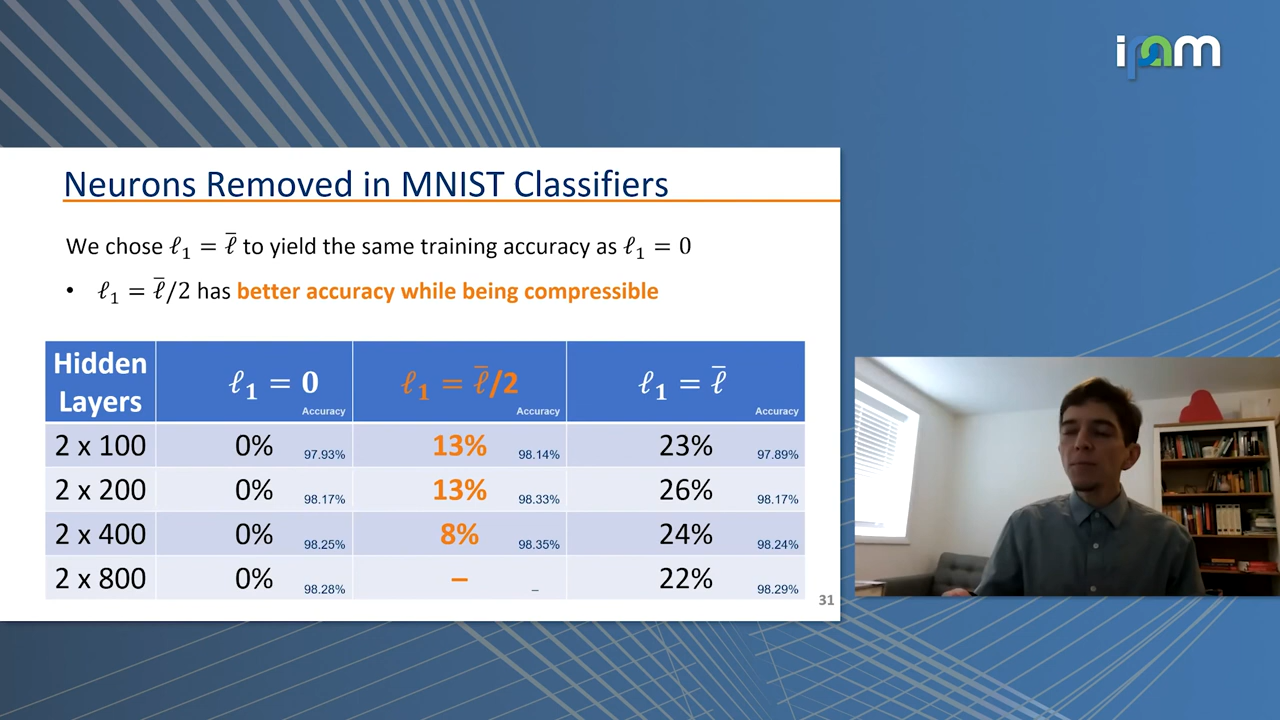 ipam
Neurons Removed in MNIST Classifiers
We chose ℓ₁ = ℓ̅ to yield the same training accuracy as ℓ₁ = 0
• ℓ₁ = ℓ̅/2 has better accuracy while being compressible
Hidden Layers ℓ₁ = 0 Accuracy ℓ₁ = ℓ̅/2 Accuracy ℓ₁ = ℓ̅ Accuracy
2 x 100 0% 97.93% 13% 98.14% 23% 97.89%
2 x 200 0% 98.17% 13% 98.33% 26% 98.17%
2 x 400 0% 98.25% 8% 98.35% 24% 98.24%
2 x 800 0% 98.28% – – 22% 98.29%
31